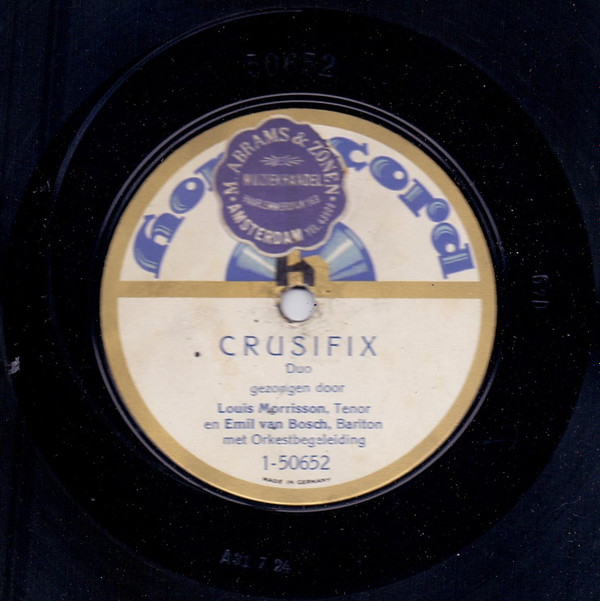 50652
M. ABRAMS & ZONEN
MUZIEKHANDEL
AMSTERDAM
CRUSIFIX
Duo
gezongen door
Louis Morrisson, Tenor
en Emil van Bosch, Bariton
met Orkestbegeleiding
1-50652
MADE IN GERMANY
A31 7 24